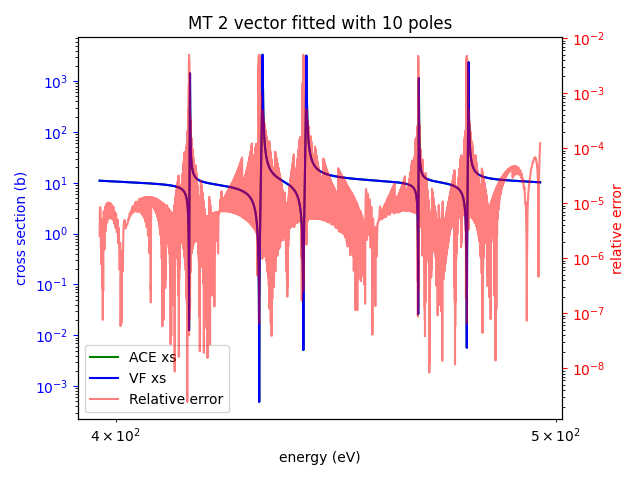 MT 2 vector fitted with 10 poles
cross section (b)
10³
10²
10¹
10⁰
10⁻¹
10⁻²
10⁻³
10⁻²
10⁻³
10⁻⁴
10⁻⁵
10⁻⁶
10⁻⁷
10⁻⁸
relative error
ACE xs
VF xs
Relative error
4 × 10²
5 × 10²
energy (eV)